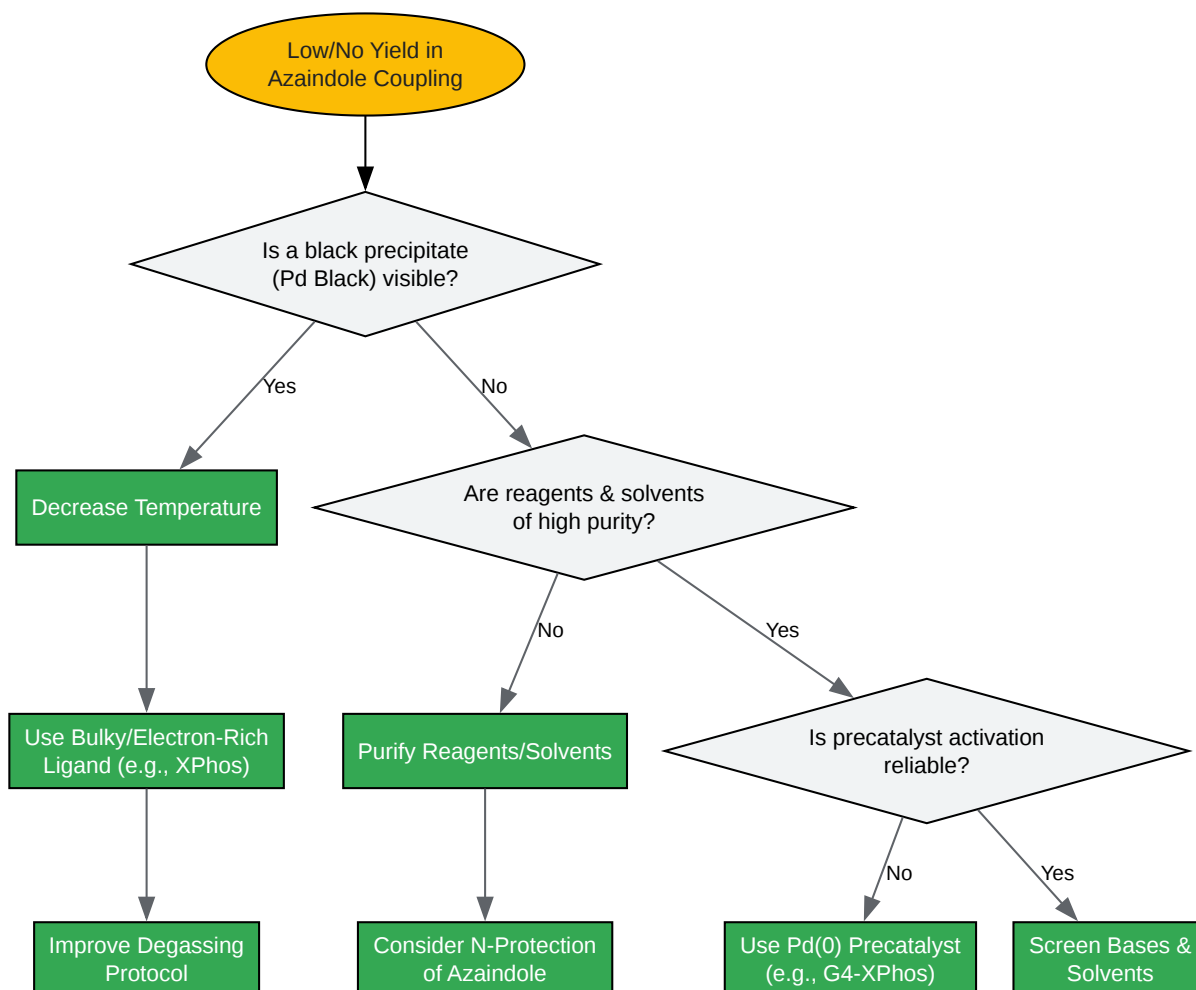 Low/No Yield in
Azaindole Coupling
Is a black precipitate
(Pd Black) visible?
Yes
No
Decrease Temperature
Are reagents & solvents
of high purity?
No
Yes
Use Bulky/Electron-Rich
Ligand (e.g., XPhos)
Purify Reagents/Solvents
Is precatalyst activation
reliable?
No
Yes
Improve Degassing
Protocol
Consider N-Protection
of Azaindole
Use Pd(0) Precatalyst
(e.g., G4-XPhos)
Screen Bases &
Solvents